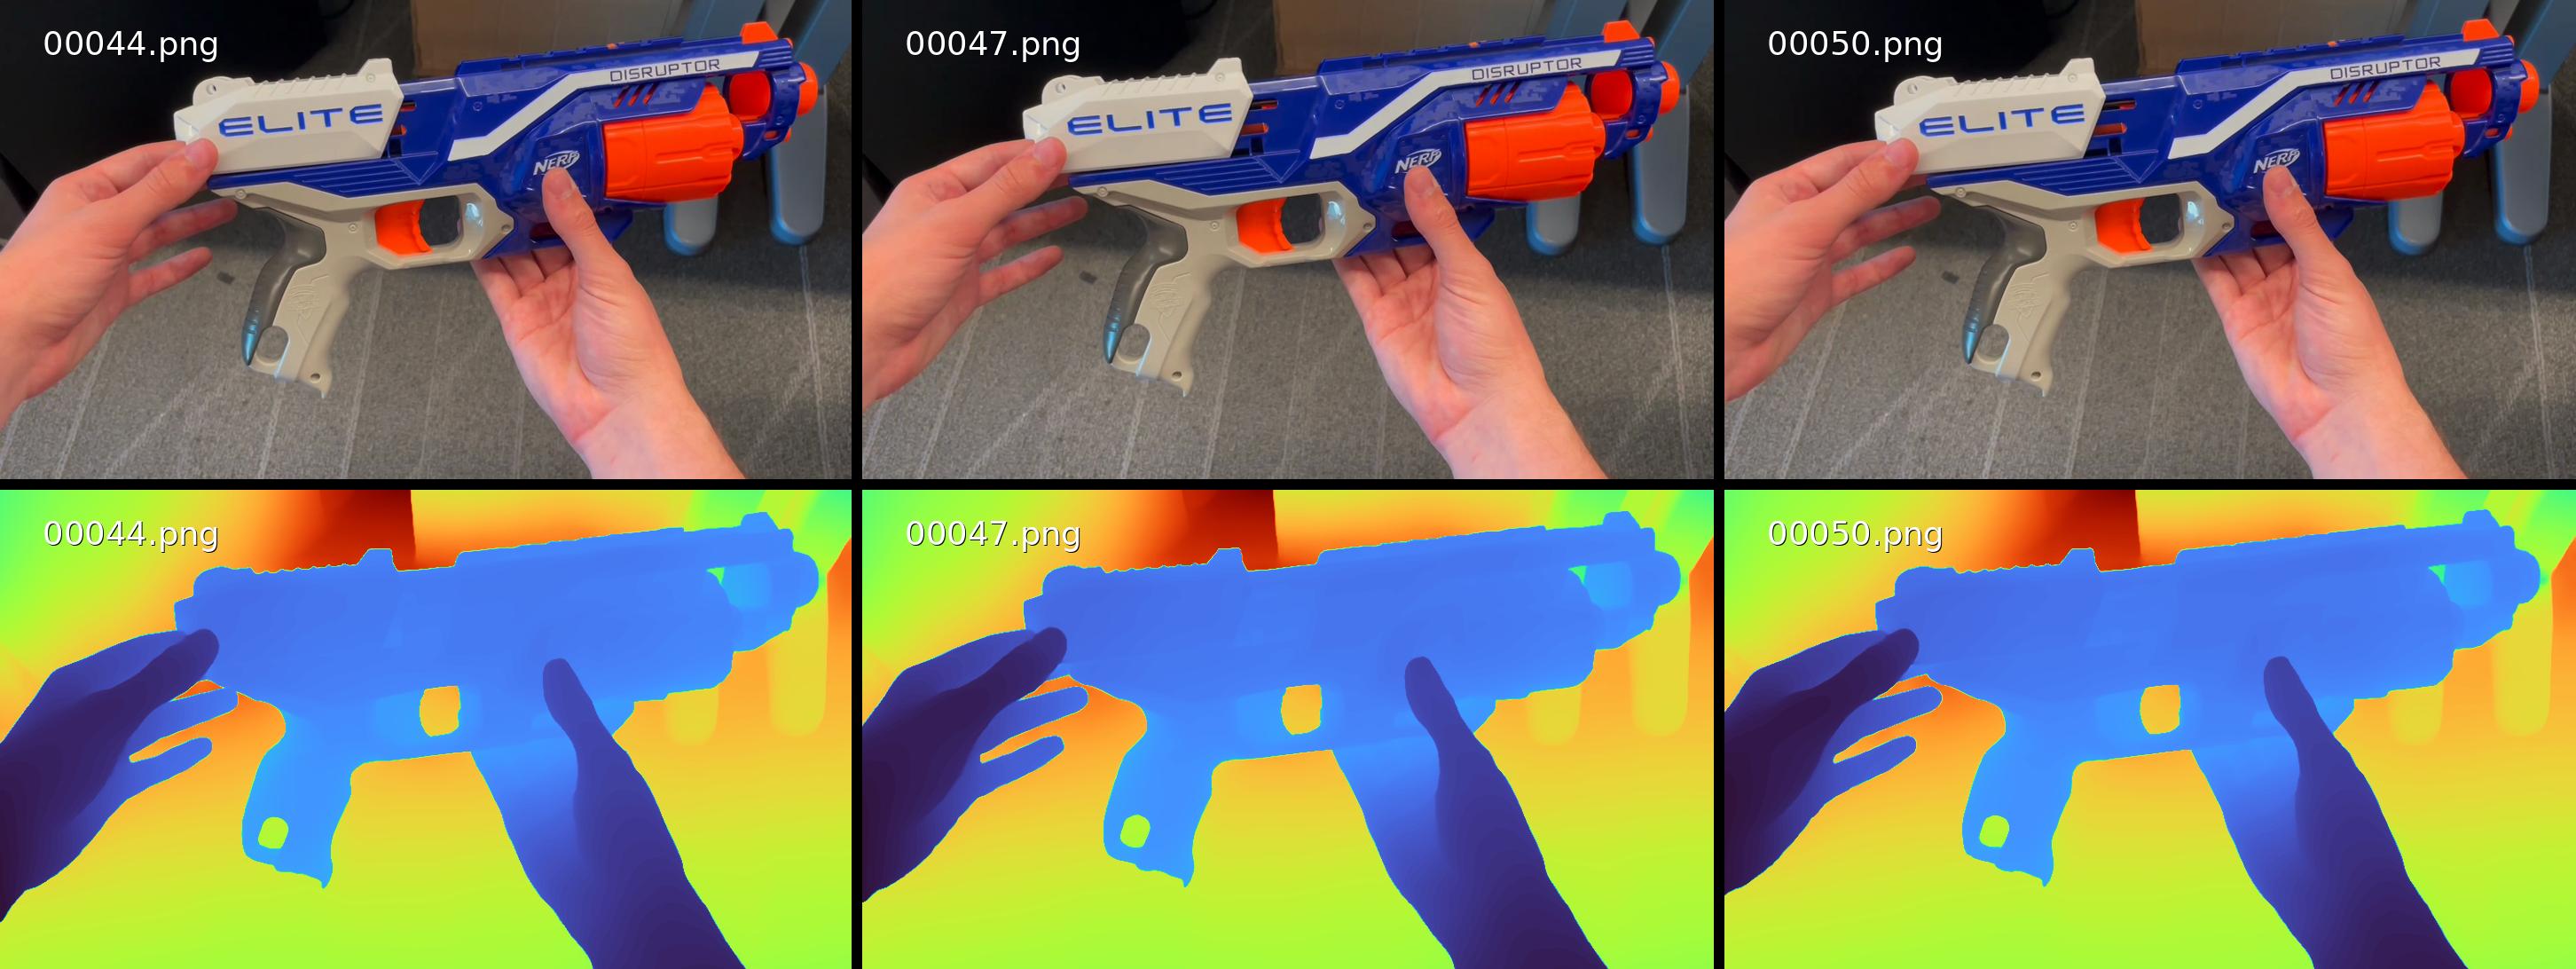 00044.png
DISRUPTOR
ELITE
NERF
00047.png
DISRUPTOR
ELITE
NERF
00050.png
DISRUPTOR
ELITE
NERF
00044.png
00047.png
00050.png